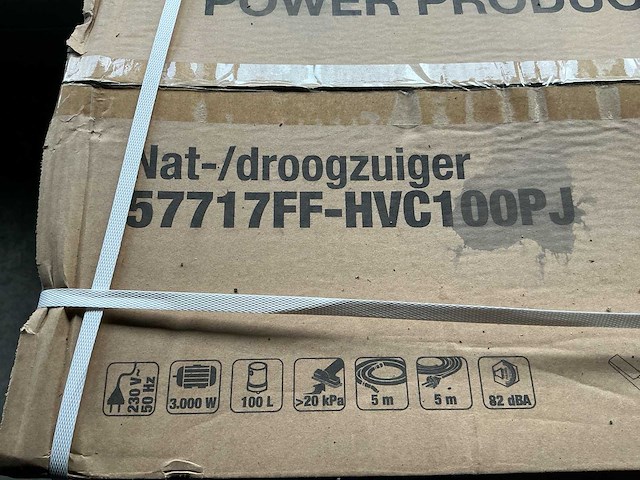 POWER PRODUC
Nat-/droogzuiger
57717FF-HVC100PJ
230 V~
50 Hz
3.000 W
100 L
>20 kPa
5 m
5 m
82 dBA